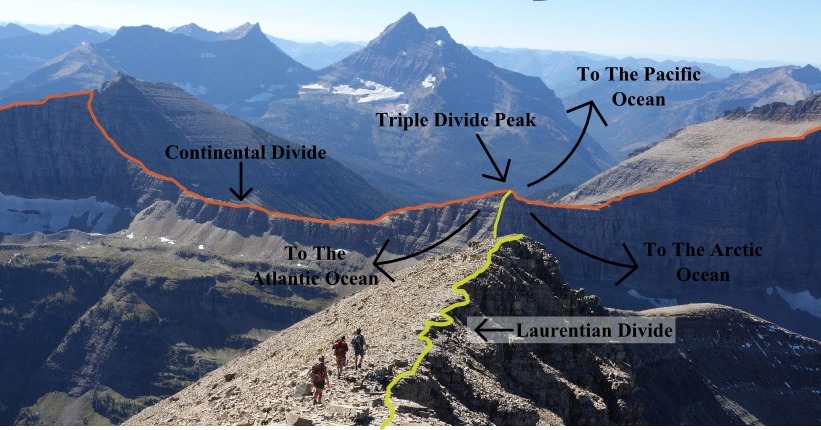 To The Pacific
Ocean
Triple Divide Peak
Continental Divide
To The
Atlantic Ocean
To The Arctic
Ocean
Laurentian Divide